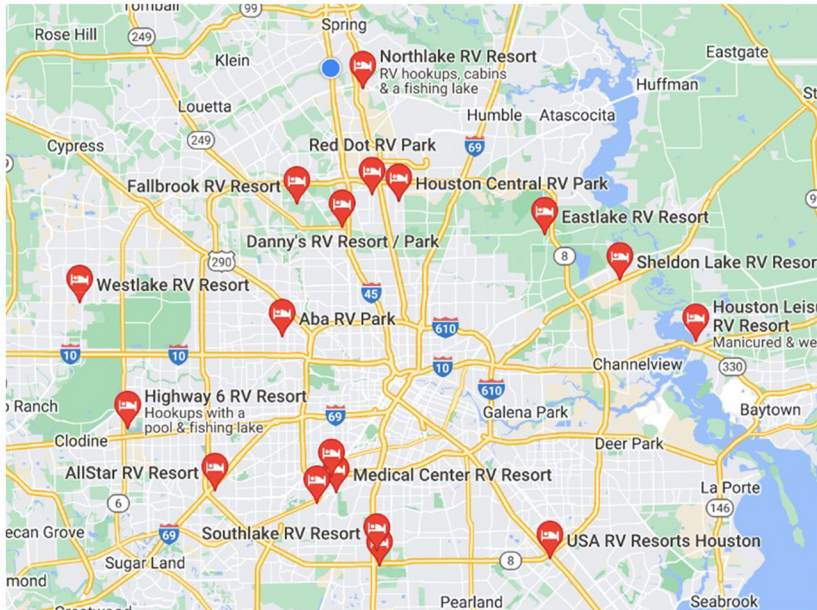 Tomball
99
Spring
Rose Hill
249
Klein
Northlake RV Resort
RV hookups, cabins
& a fishing lake
Eastgate
Huffman
Louetta
Humble
Atascocita
249
69
Cypress
Red Dot RV Park
Fallbrook RV Resort
Houston Central RV Park
Eastlake RV Resort
Danny's RV Resort / Park
8
290
Sheldon Lake RV Resor
Westlake RV Resort
45
Houston Leisu
RV Resort
Manicured & we
Aba RV Park
610
10
10
10
Channelview
330
610
Highway 6 RV Resort
Hookups with a
pool & fishing lake
o Ranch
69
Galena Park
Baytown
Clodine
Deer Park
AllStar RV Resort
Medical Center RV Resort
La Porte
6
146
Southlake RV Resort
69
USA RV Resorts Houston
ecan Grove
Sugar Land
8
mond
Pearland
Seabrook